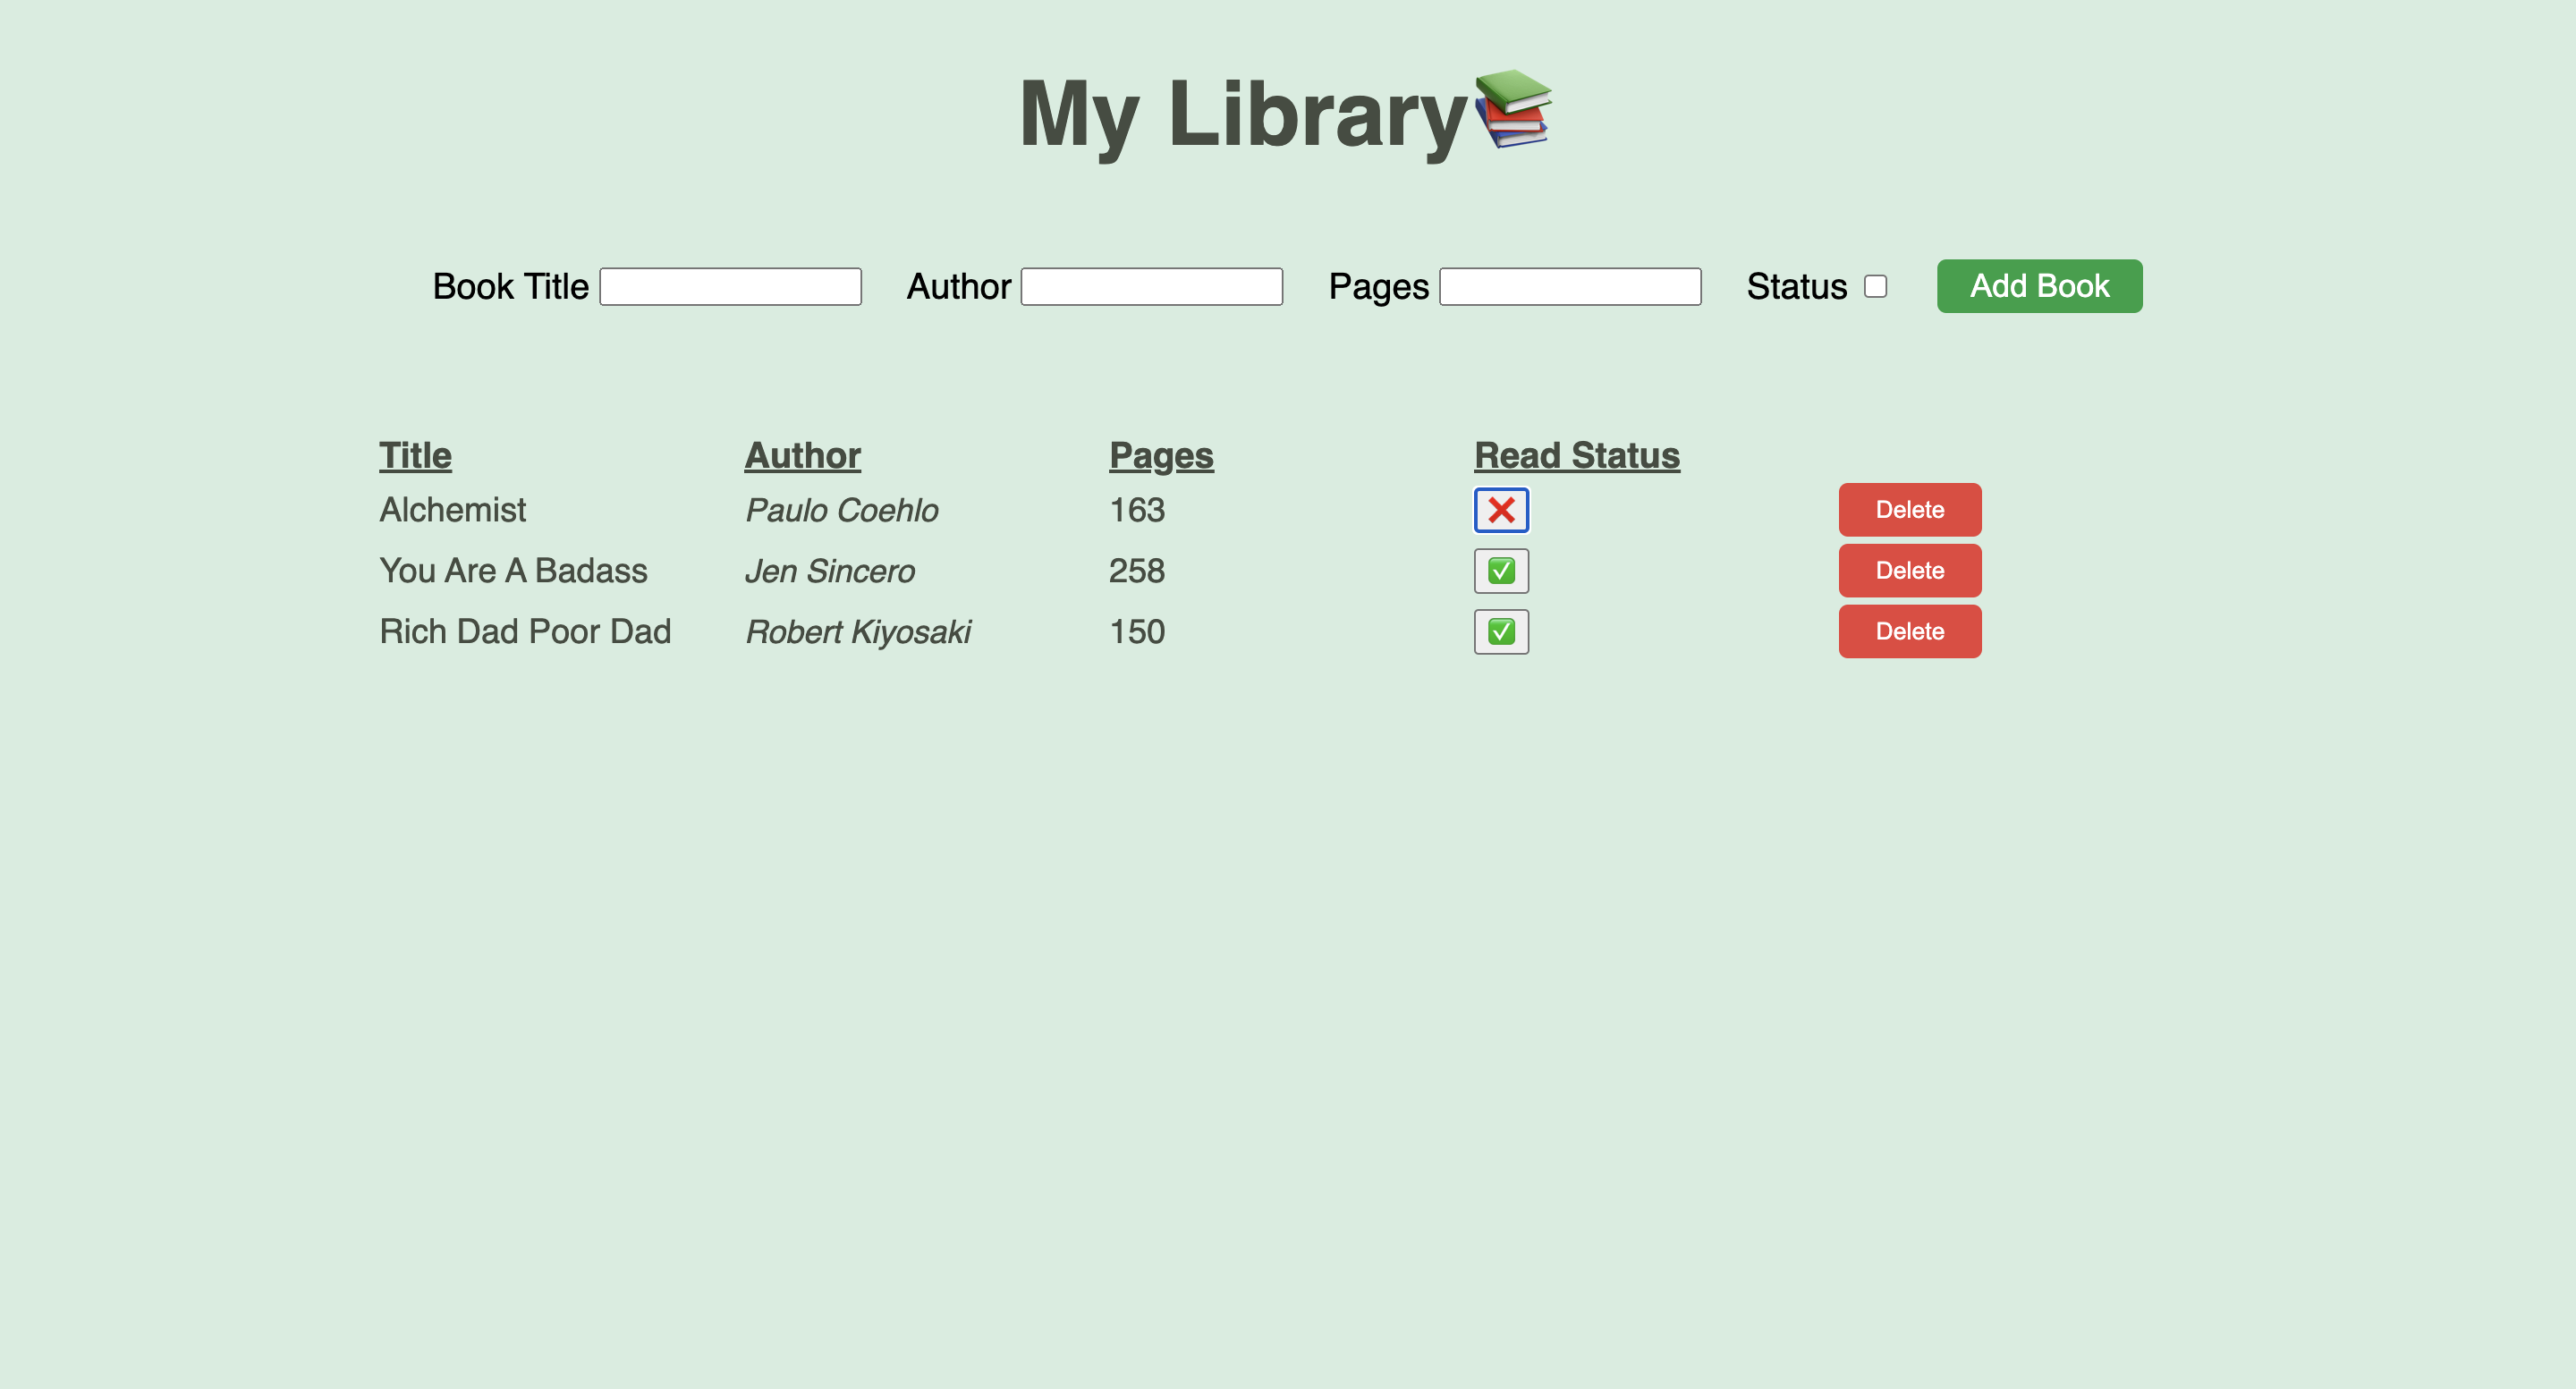 My Library📚
Book Title Author Pages Status Add Book
Title Author Pages Read Status
Alchemist Paulo Coehlo 163 ❌ Delete
You Are A Badass Jen Sincero 258 ✅ Delete
Rich Dad Poor Dad Robert Kiyosaki 150 ✅ Delete